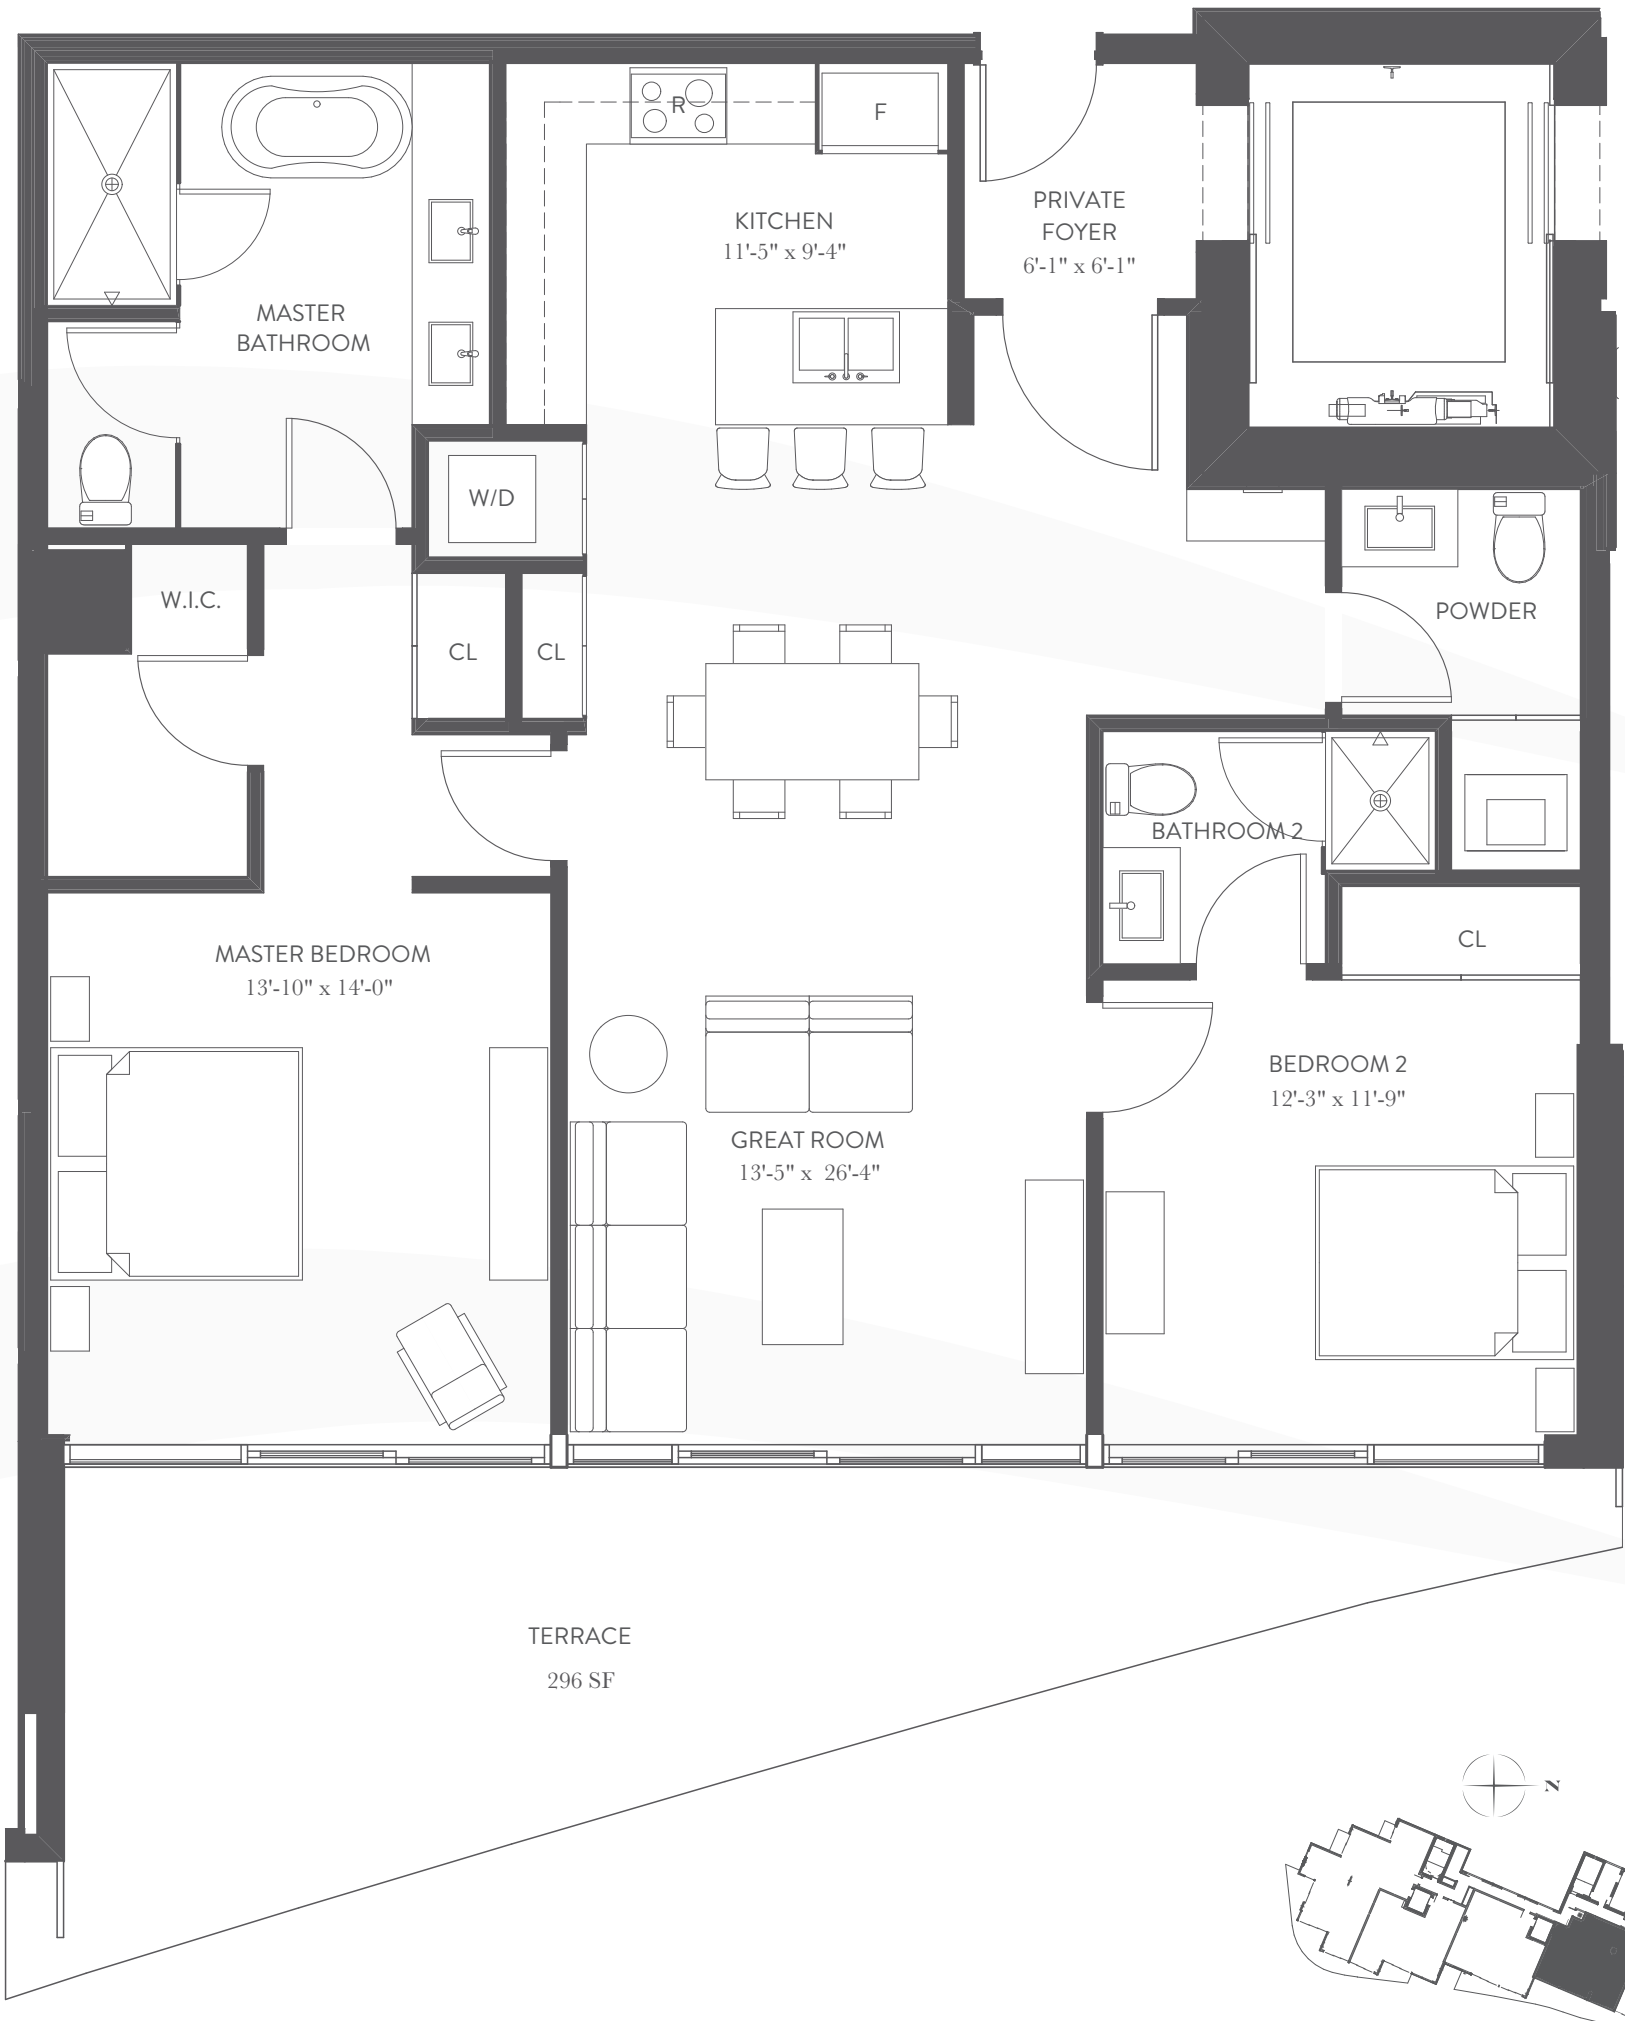 R
F
KITCHEN
11'-5" x 9'-4"
PRIVATE
FOYER
6'-1" x 6'-1"
MASTER
BATHROOM
W/D
W.I.C.
CL
CL
POWDER
BATHROOM 2
CL
MASTER BEDROOM
13'-10" x 14'-0"
BEDROOM 2
12'-3" x 11'-9"
GREAT ROOM
13'-5" x 26'-4"
TERRACE
296 SF
N